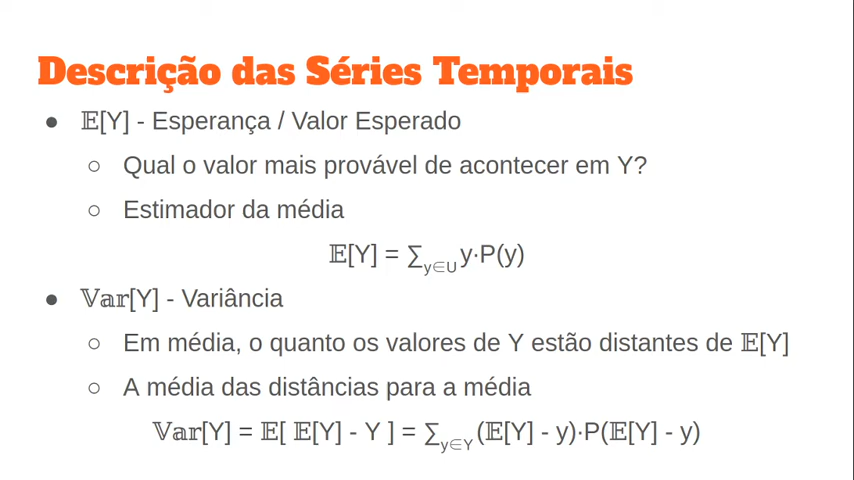 Descrição das Séries Temporais
● 𝔼[Y] - Esperança / Valor Esperado
○ Qual o valor mais provável de acontecer em Y?
○ Estimador da média
𝔼[Y] = ∑y∈U y·P(y)
● 𝕍𝕒𝕣[Y] - Variância
○ Em média, o quanto os valores de Y estão distantes de 𝔼[Y]
○ A média das distâncias para a média
𝕍𝕒𝕣[Y] = 𝔼[ 𝔼[Y] - Y ] = ∑y∈Y (𝔼[Y] - y)·P(𝔼[Y] - y)